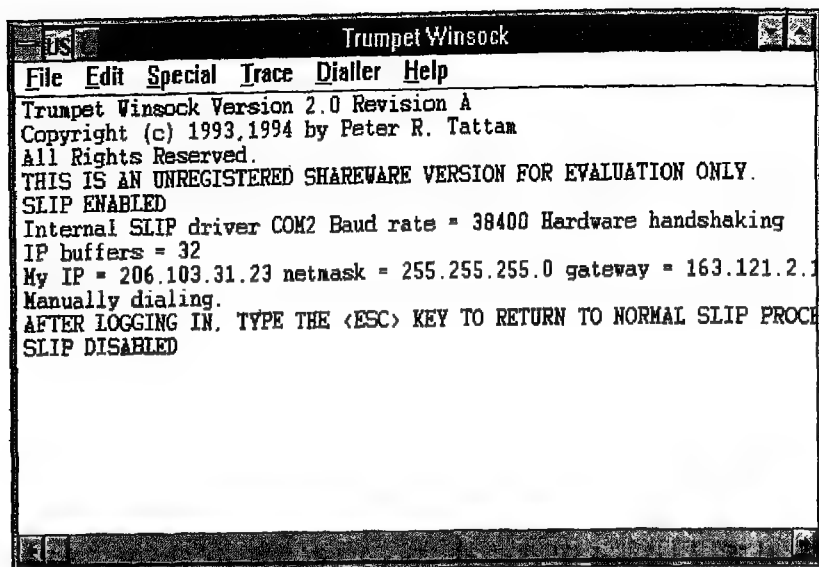 US
Trumpet Winsock
File Edit Special Trace Dialler Help
Trumpet Winsock Version 2.0 Revision A
Copyright (c) 1993,1994 by Peter R. Tattam
All Rights Reserved.
THIS IS AN UNREGISTERED SHAREWARE VERSION FOR EVALUATION ONLY.
SLIP ENABLED
Internal SLIP driver COM2 Baud rate = 38400 Hardware handshaking
IP buffers = 32
My IP = 206.103.31.23 netmask = 255.255.255.0 gateway = 163.121.2.1
Manually dialing.
AFTER LOGGING IN, TYPE THE <ESC> KEY TO RETURN TO NORMAL SLIP PROCE
SLIP DISABLED